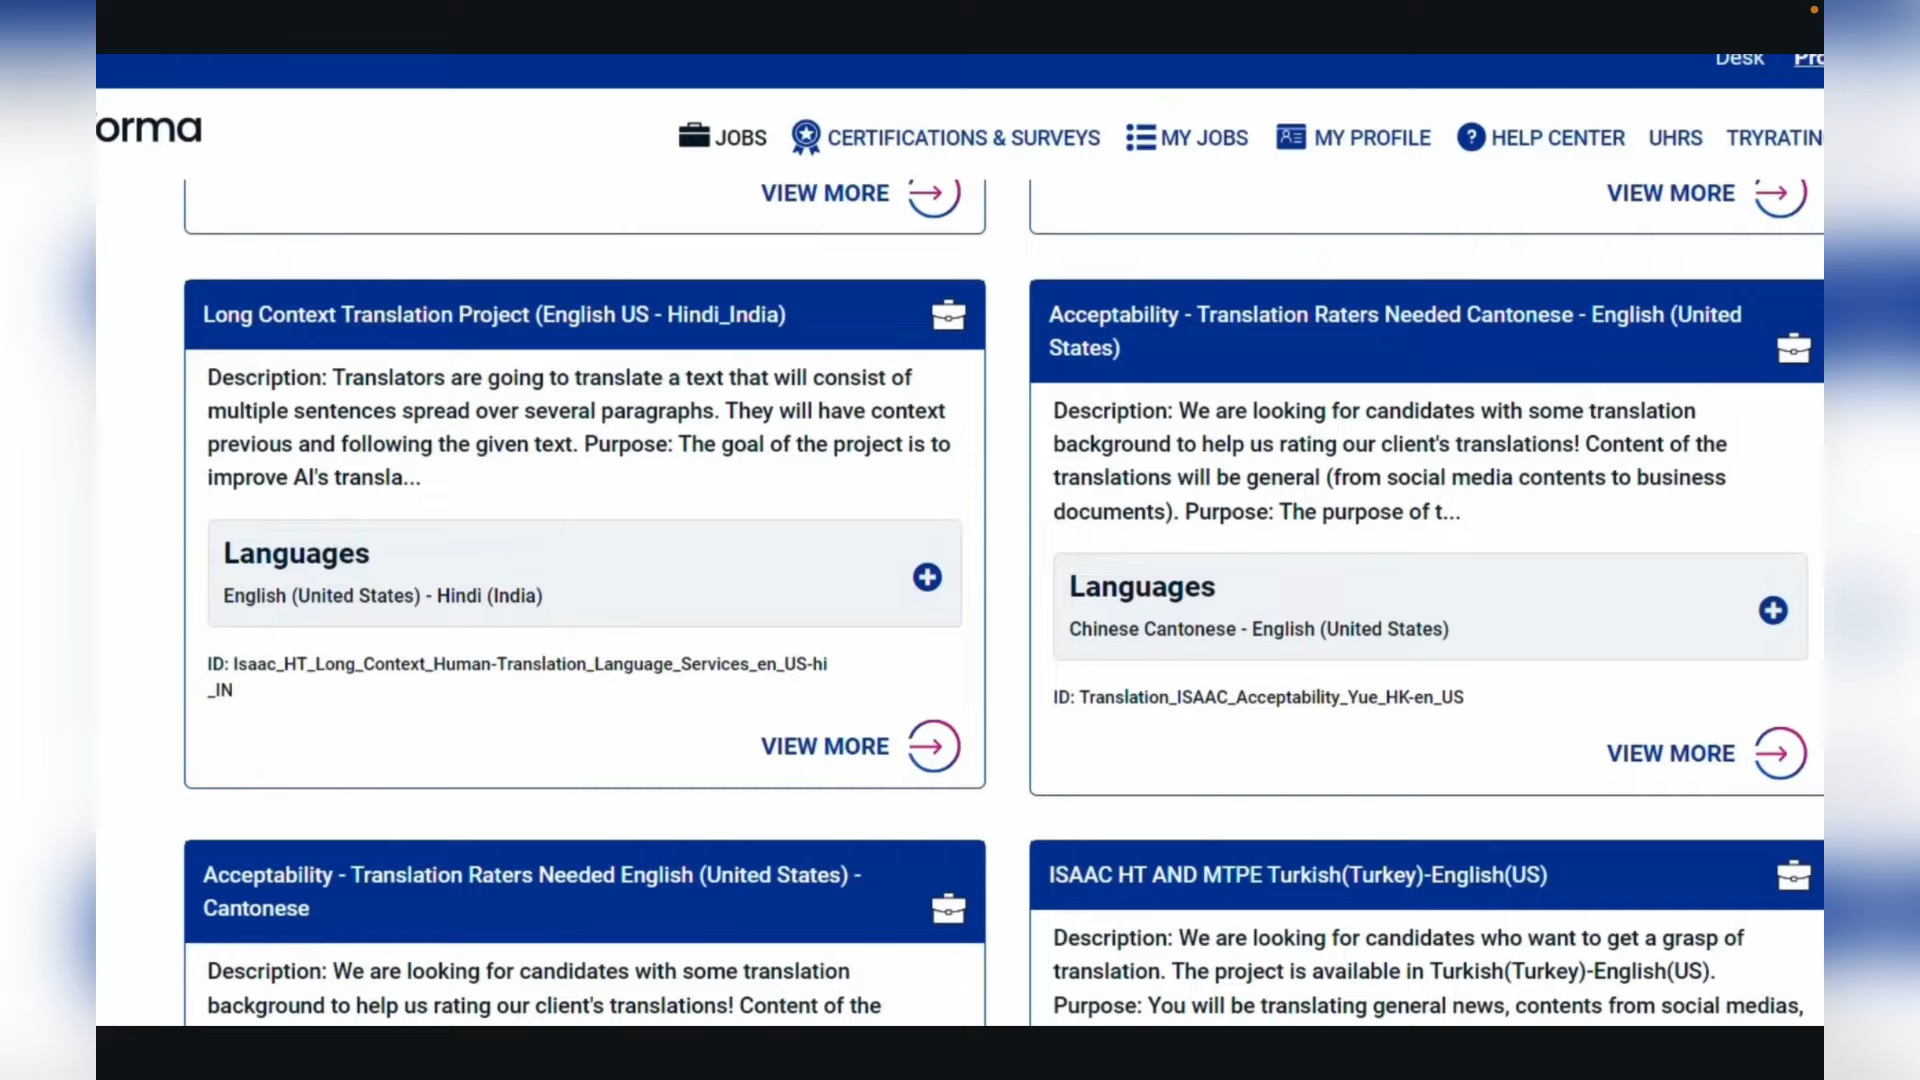 Desk
orma
JOBS
CERTIFICATIONS & SURVEYS
MY JOBS
MY PROFILE
HELP CENTER
UHRS
VIEW MORE
VIEW MORE
Long Context Translation Project (English US - Hindi_India)
Description: Translators are going to translate a text that will consist of
multiple sentences spread over several paragraphs. They will have context
previous and following the given text. Purpose: The goal of the project is to
improve AI's transla...
Languages
English (United States) - Hindi (India)
ID: Isaac_HT_Long_Context_Human-Translation_Language_Services_en_US-hi
_IN
VIEW MORE
Acceptability - Translation Raters Needed Cantonese - English (United
States)
Description: We are looking for candidates with some translation
background to help us rating our client's translations! Content of the
translations will be general (from social media contents to business
documents). Purpose: The purpose of t...
Languages
Chinese Cantonese - English (United States)
ID: Translation_ISAAC_Acceptability_Yue_HK-en_US
VIEW MORE
Acceptability - Translation Raters Needed English (United States) -
Cantonese
Description: We are looking for candidates with some translation
background to help us rating our client's translations! Content of the
ISAAC HT AND MTPE Turkish(Turkey)-English(US)
Description: We are looking for candidates who want to get a grasp of
translation. The project is available in Turkish(Turkey)-English(US).
Purpose: You will be translating general news, contents from social medias,